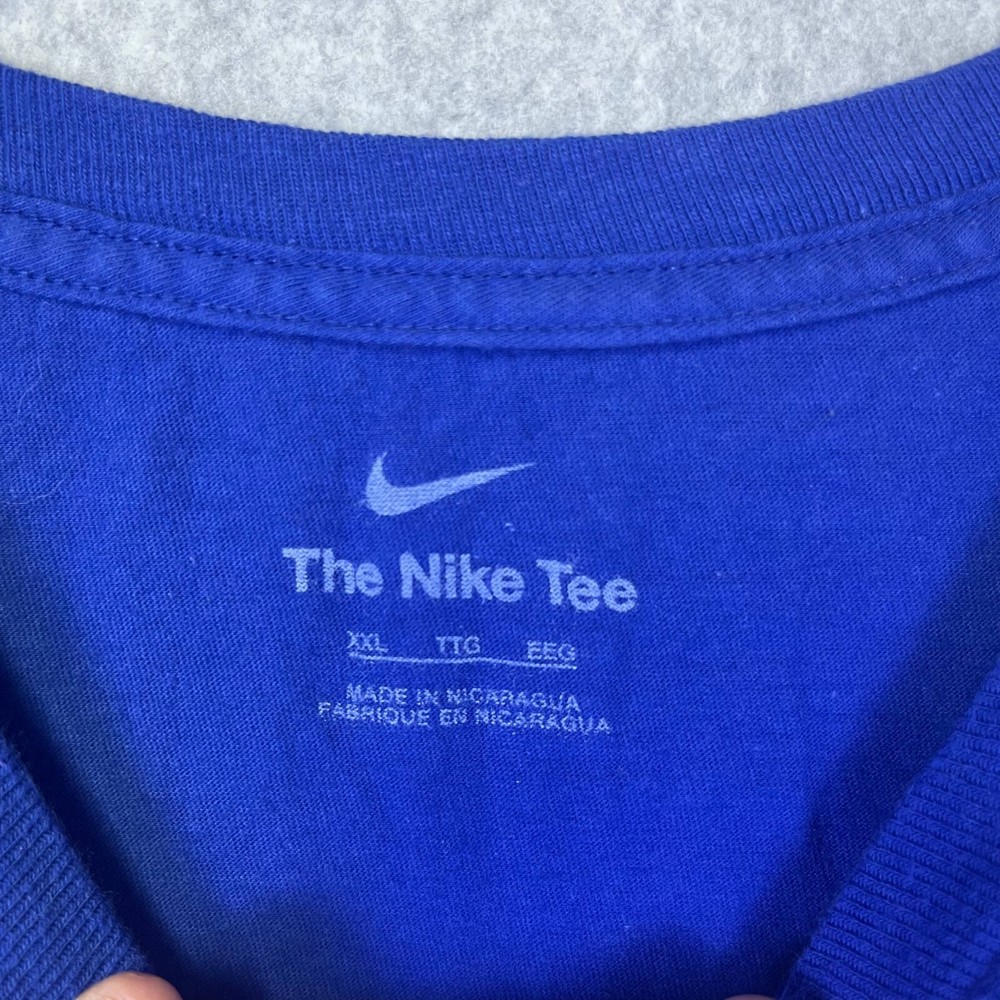 The Nike Tee
XXL TTG EEG
MADE IN NICARAGUA
FABRIQUE EN NICARAGUA